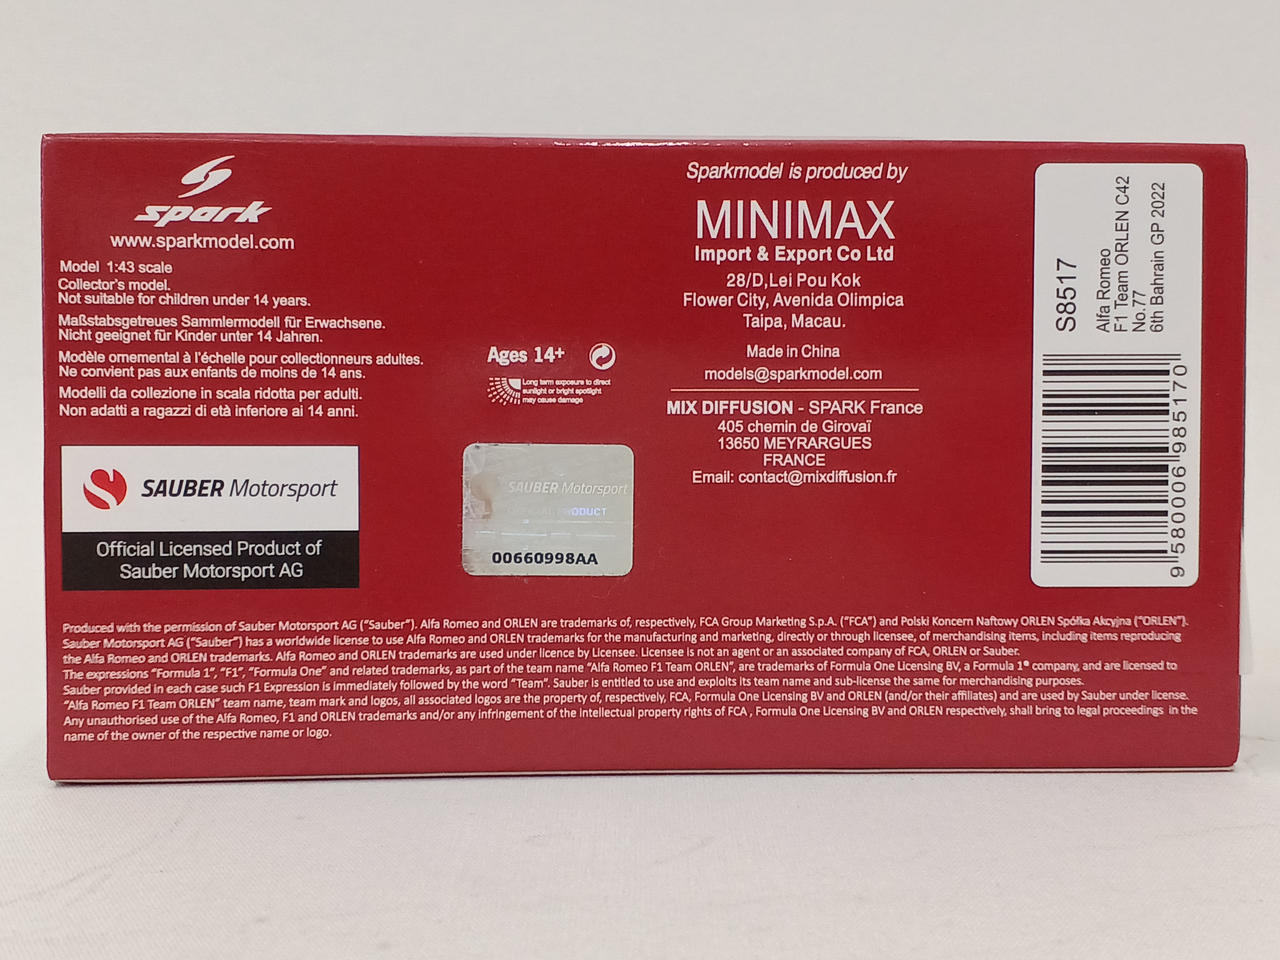 spark
www.sparkmodel.com
Model 1:43 scale
Collector's model.
Not suitable for children under 14 years.
Maßstabsgetreues Sammlermodell für Erwachsene.
Nicht geeignet für Kinder unter 14 Jahren.
Modèle ornemental à l'échelle pour collectionneurs adultes.
Ne convient pas aux enfants de moins de 14 ans.
Modelli da collezione in scala ridotta per adulti.
Non adatti a ragazzi di età inferiore ai 14 anni.
SAUBER Motorsport
Official Licensed Product of
Sauber Motorsport AG
Ages 14+
Long term exposure to direct
sunlight or bright spotlight
may cause damage
SAUBER Motorsport
OFFICIAL PRODUCT
00660998AA
Sparkmodel is produced by
MINIMAX
Import & Export Co Ltd
28/D,Lei Pou Kok
Flower City, Avenida Olimpica
Taipa, Macau.
Made in China
models@sparkmodel.com
MIX DIFFUSION - SPARK France
405 chemin de Girovaï
13650 MEYRARGUES
FRANCE
Email: contact@mixdiffusion.fr
S8517
Alfa Romeo
F1 Team ORLEN C42
No.77
6th Bahrain GP 2022
9 580006 985170
Produced with the permission of Sauber Motorsport AG ("Sauber"). Alfa Romeo and ORLEN are trademarks of, respectively, FCA Group Marketing S.p.A. ("FCA") and Polski Koncern Naftowy ORLEN Spółka Akcyjna ("ORLEN").
Sauber Motorsport AG ("Sauber") has a worldwide license to use Alfa Romeo and ORLEN trademarks for the manufacturing and marketing, directly or through licensee, of merchandising items, including items reproducing
the Alfa Romeo and ORLEN trademarks. Alfa Romeo and ORLEN trademarks are used under licence by Licensee. Licensee is not an agent or an associated company of FCA, ORLEN or Sauber.
The expressions "Formula 1", "F1", "Formula One" and related trademarks, as part of the team name "Alfa Romeo F1 Team ORLEN", are trademarks of Formula One Licensing BV, a Formula 1® company, and are licensed to
Sauber provided in each case such F1 Expression is immediately followed by the word "Team". Sauber is entitled to use and exploits its team name and sub-license the same for merchandising purposes.
"Alfa Romeo F1 Team ORLEN" team name, team mark and logos, all associated logos are the property of, respectively, FCA, Formula One Licensing BV and ORLEN (and/or their affiliates) and are used by Sauber under license.
Any unauthorised use of the Alfa Romeo, F1 and ORLEN trademarks and/or any infringement of the intellectual property rights of FCA , Formula One Licensing BV and ORLEN respectively, shall bring to legal proceedings in the
name of the owner of the respective name or logo.